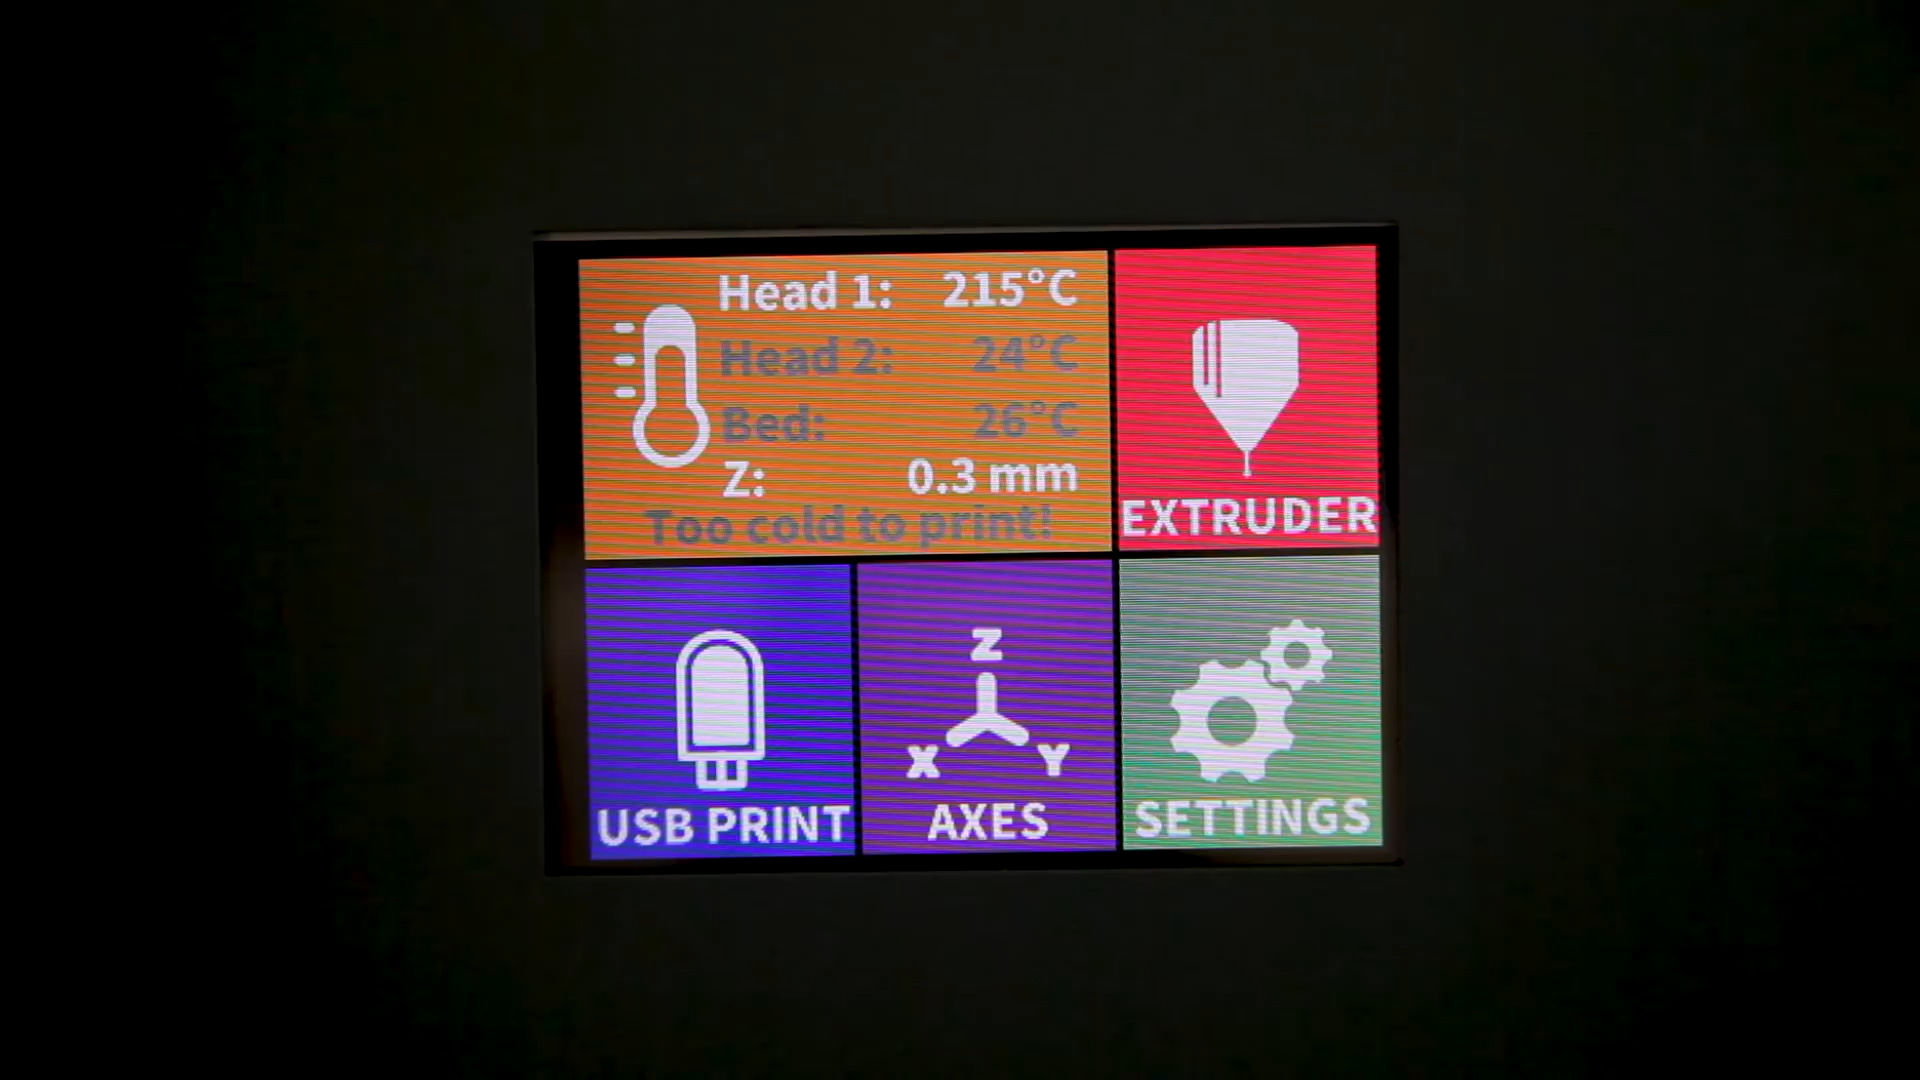 Head 1: 215°C
Head 2: 24°C
Bed: 26°C
Z: 0.3 mm
Too cold to print!
EXTRUDER
USB PRINT
Z
X Y
AXES
SETTINGS